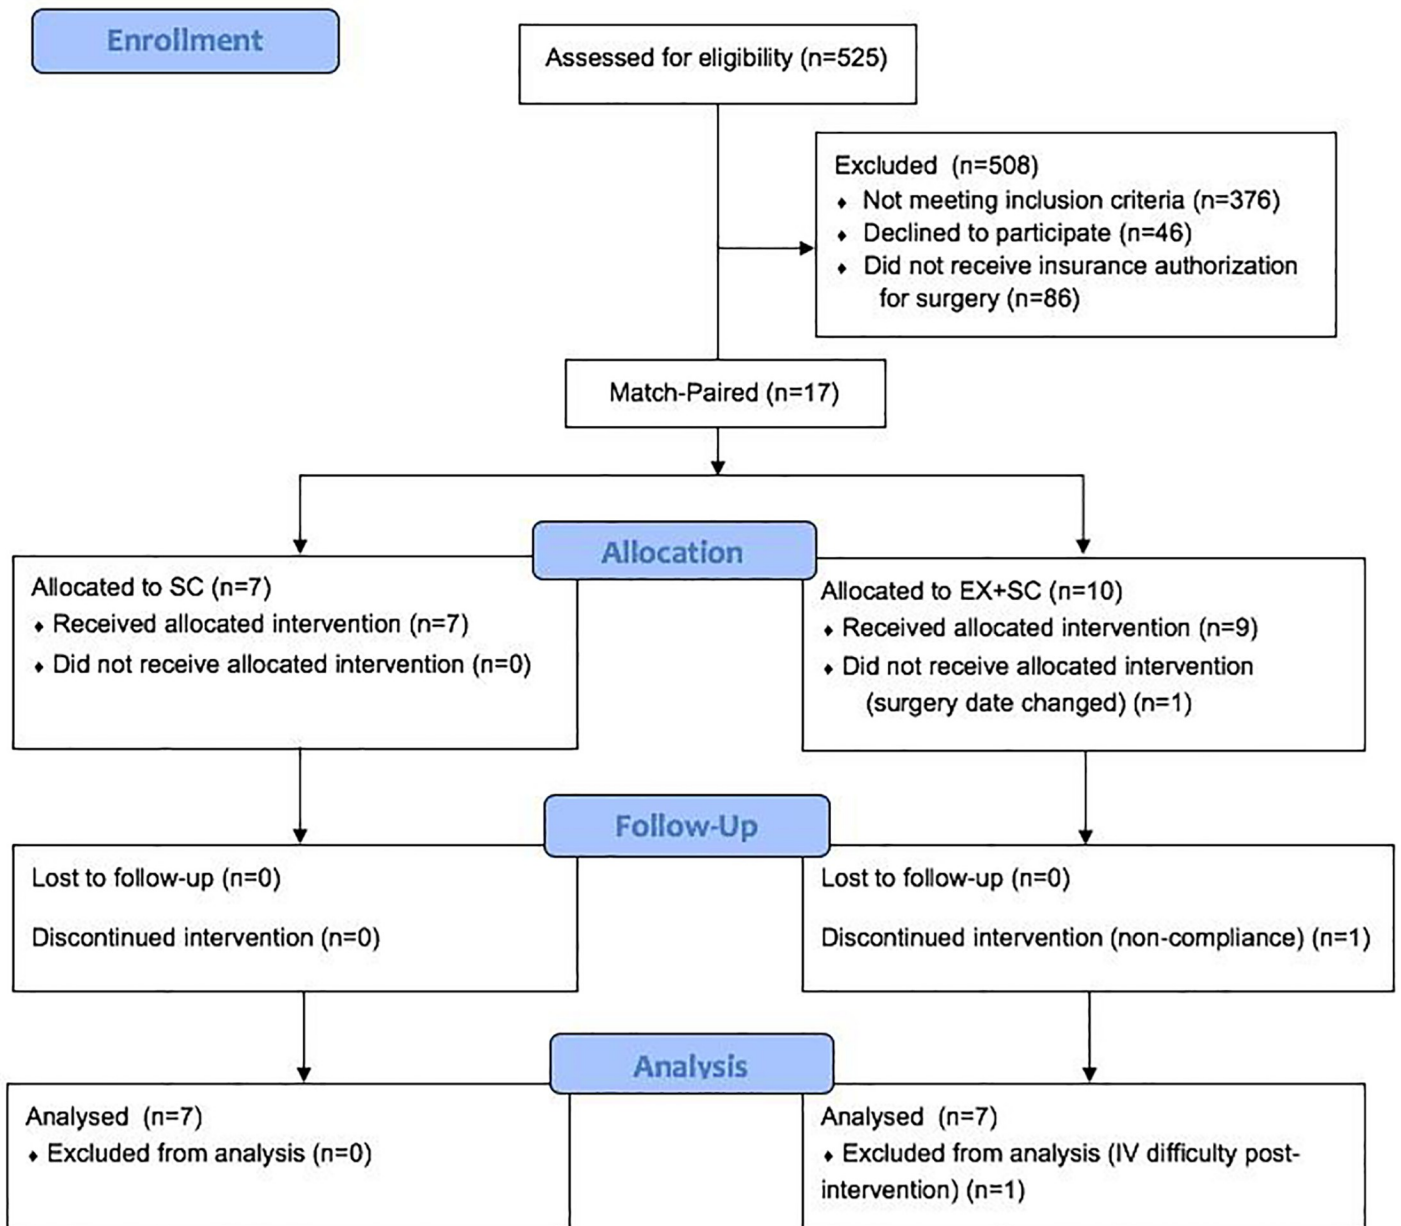 Enrollment
Assessed for eligibility (n=525)
Excluded (n=508)
♦ Not meeting inclusion criteria (n=376)
♦ Declined to participate (n=46)
♦ Did not receive insurance authorization
for surgery (n=86)
Match-Paired (n=17)
Allocation
Allocated to SC (n=7)
♦ Received allocated intervention (n=7)
♦ Did not receive allocated intervention (n=0)
Allocated to EX+SC (n=10)
♦ Received allocated intervention (n=9)
♦ Did not receive allocated intervention
(surgery date changed) (n=1)
Follow-Up
Lost to follow-up (n=0)
Discontinued intervention (n=0)
Lost to follow-up (n=0)
Discontinued intervention (non-compliance) (n=1)
Analysis
Analysed (n=7)
♦ Excluded from analysis (n=0)
Analysed (n=7)
♦ Excluded from analysis (IV difficulty post-
intervention) (n=1)